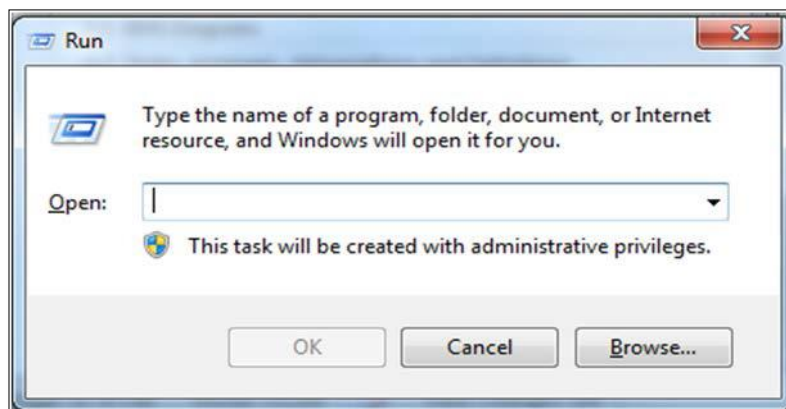 Run
Type the name of a program, folder, document, or Internet
resource, and Windows will open it for you.
Open:
This task will be created with administrative privileges.
OK
Cancel
Browse...